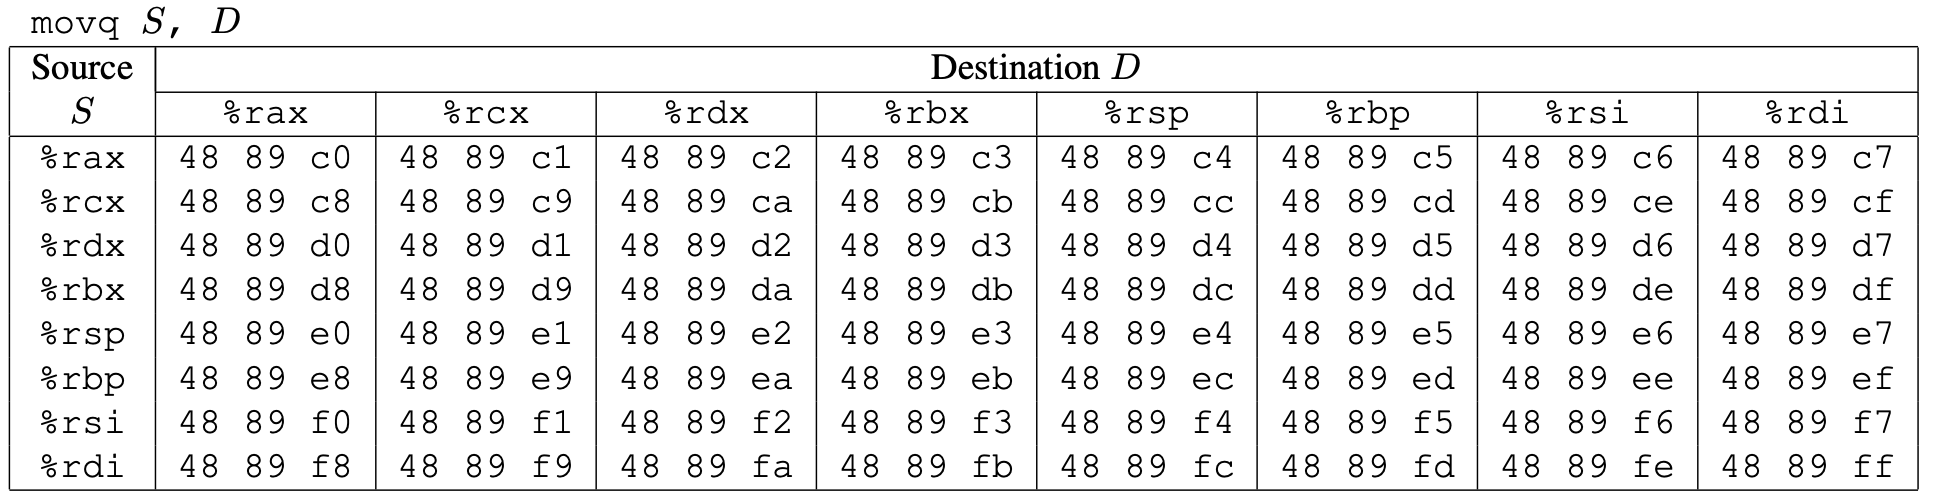 movq S, D
Source Destination D
S %rax %rcx %rdx %rbx %rsp %rbp %rsi %rdi
%rax 48 89 c0 48 89 c1 48 89 c2 48 89 c3 48 89 c4 48 89 c5 48 89 c6 48 89 c7
%rcx 48 89 c8 48 89 c9 48 89 ca 48 89 cb 48 89 cc 48 89 cd 48 89 ce 48 89 cf
%rdx 48 89 d0 48 89 d1 48 89 d2 48 89 d3 48 89 d4 48 89 d5 48 89 d6 48 89 d7
%rbx 48 89 d8 48 89 d9 48 89 da 48 89 db 48 89 dc 48 89 dd 48 89 de 48 89 df
%rsp 48 89 e0 48 89 e1 48 89 e2 48 89 e3 48 89 e4 48 89 e5 48 89 e6 48 89 e7
%rbp 48 89 e8 48 89 e9 48 89 ea 48 89 eb 48 89 ec 48 89 ed 48 89 ee 48 89 ef
%rsi 48 89 f0 48 89 f1 48 89 f2 48 89 f3 48 89 f4 48 89 f5 48 89 f6 48 89 f7
%rdi 48 89 f8 48 89 f9 48 89 fa 48 89 fb 48 89 fc 48 89 fd 48 89 fe 48 89 ff